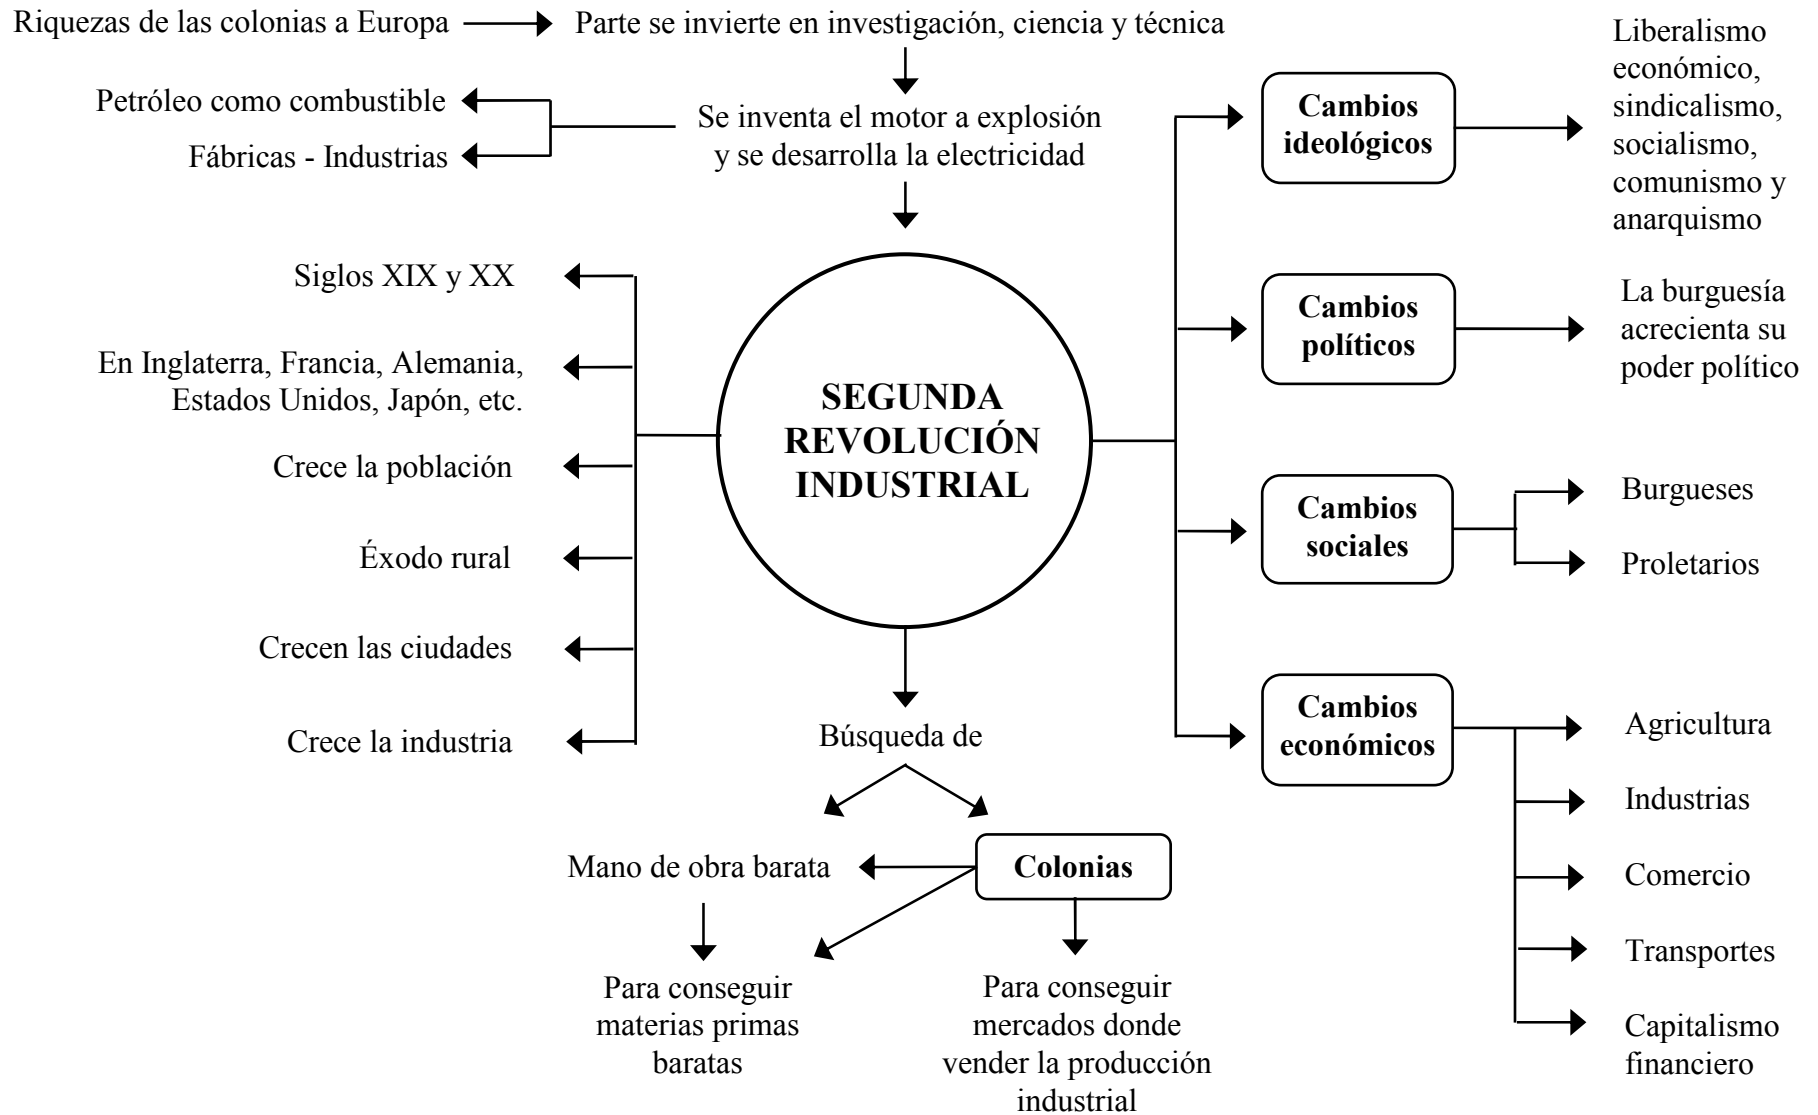 Riquezas de las colonias a Europa
Parte se invierte en investigación, ciencia y técnica
Petróleo como combustible
Fábricas - Industrias
Se inventa el motor a explosión
y se desarrolla la electricidad
Siglos XIX y XX
En Inglaterra, Francia, Alemania,
Estados Unidos, Japón, etc.
Crece la población
Éxodo rural
Crecen las ciudades
Crece la industria
SEGUNDA
REVOLUCIÓN
INDUSTRIAL
Búsqueda de
Mano de obra barata
Colonias
Para conseguir
materias primas
baratas
Para conseguir
mercados donde
vender la producción
industrial
Cambios
ideológicos
Liberalismo
económico,
sindicalismo,
socialismo,
comunismo y
anarquismo
Cambios
políticos
La burguesía
acrecienta su
poder político
Cambios
sociales
Burgueses
Proletarios
Cambios
económicos
Agricultura
Industrias
Comercio
Transportes
Capitalismo
financiero